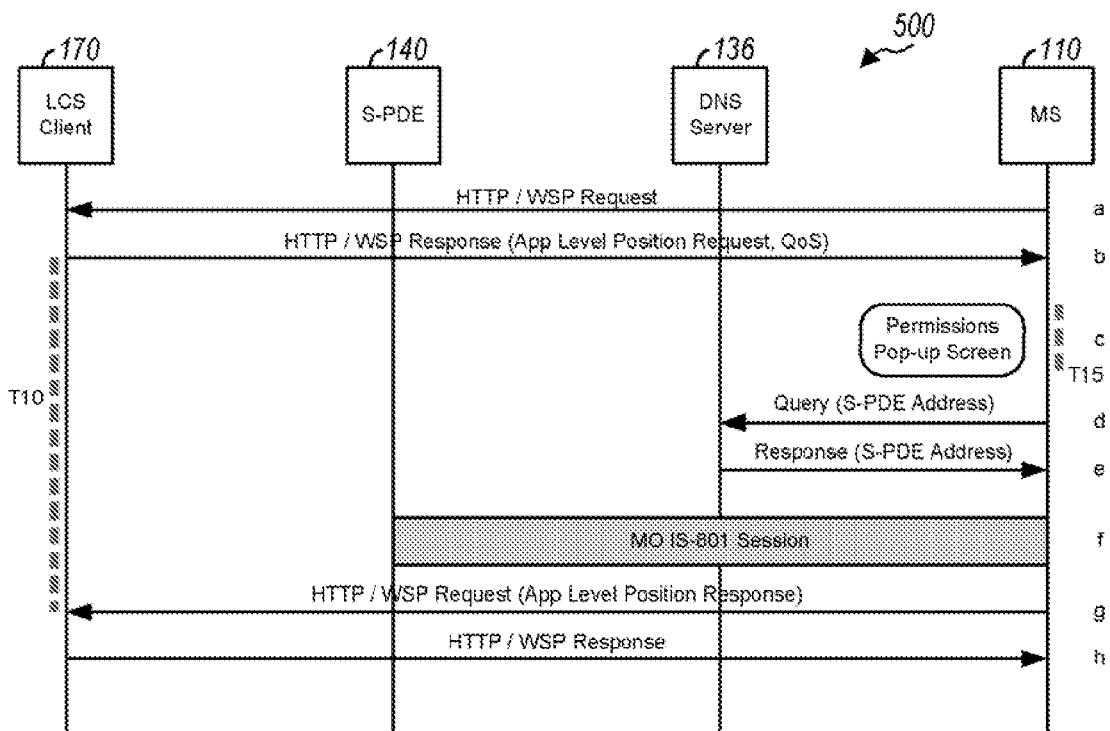 500
170
140
136
110
LCS
Client
S-PDE
DNS
Server
MS
HTTP / WSP Request
a
HTTP / WSP Response (App Level Position Request, QoS)
b
Permissions
Pop-up Screen
c
T15
T10
Query (S-PDE Address)
d
Response (S-PDE Address)
e
MO IS-801 Session
f
HTTP / WSP Request (App Level Position Response)
g
HTTP / WSP Response
h